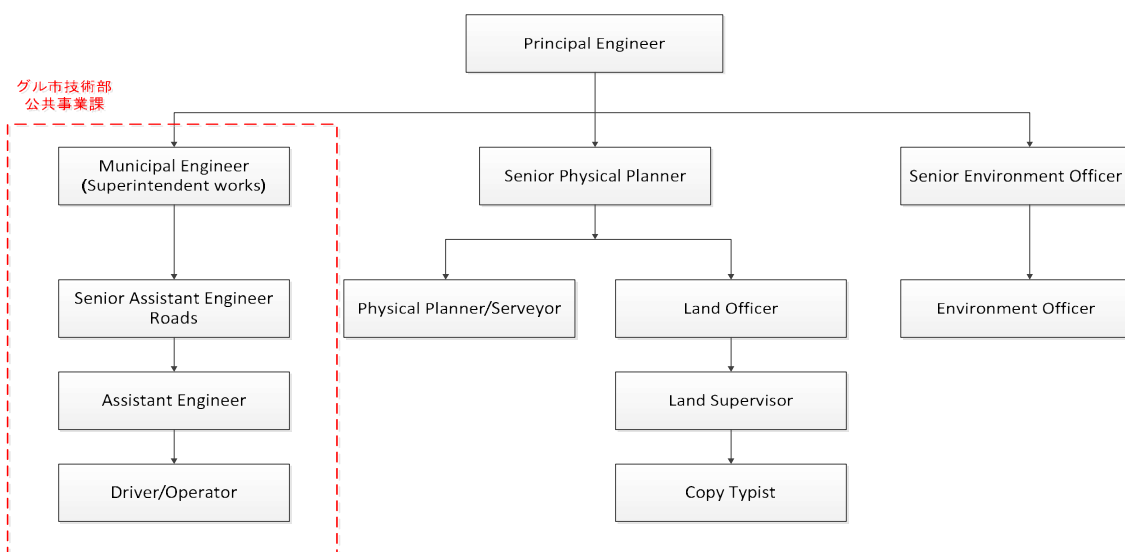 Principal Engineer
グル市技術部
公共事業課
Municipal Engineer
(Superintendent works)
Senior Physical Planner
Senior Environment Officer
Senior Assistant Engineer
Roads
Physical Planner/Serveyor
Land Officer
Environment Officer
Assistant Engineer
Land Supervisor
Driver/Operator
Copy Typist